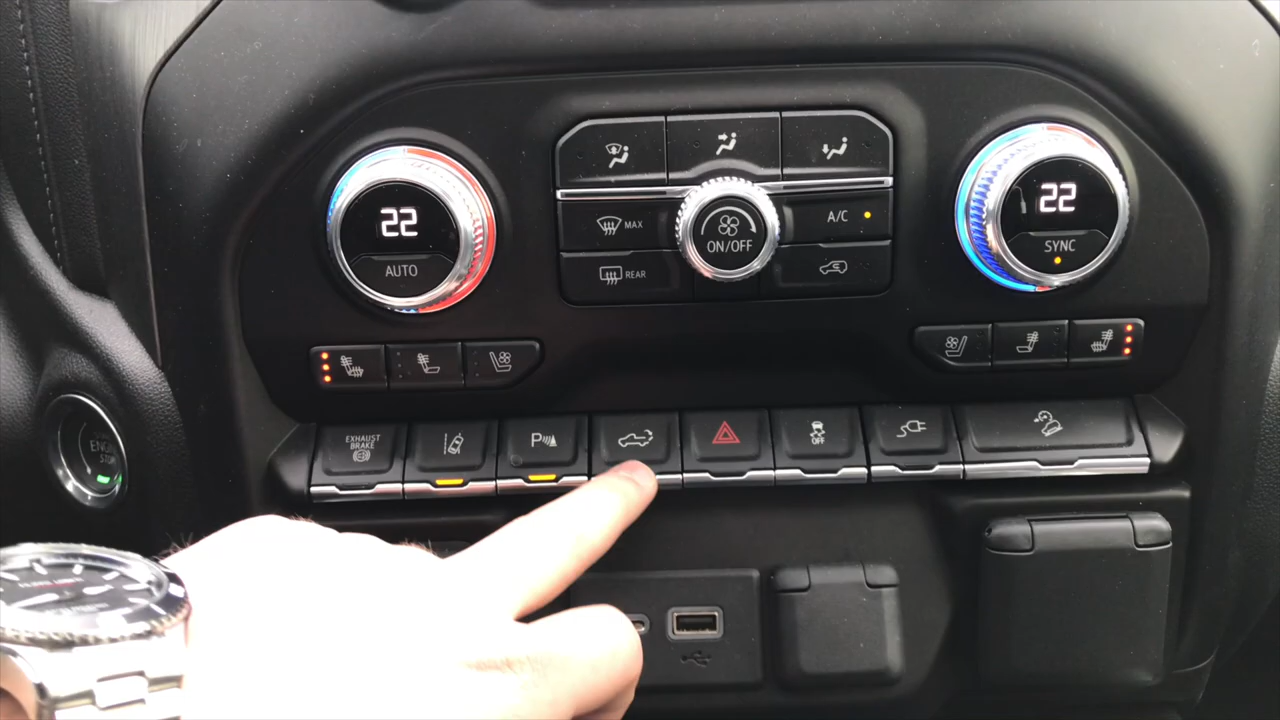 22
AUTO
MAX
REAR
ON/OFF
A/C
22
SYNC
EXHAUST
BRAKE
P
OFF
ENGINE
STOP